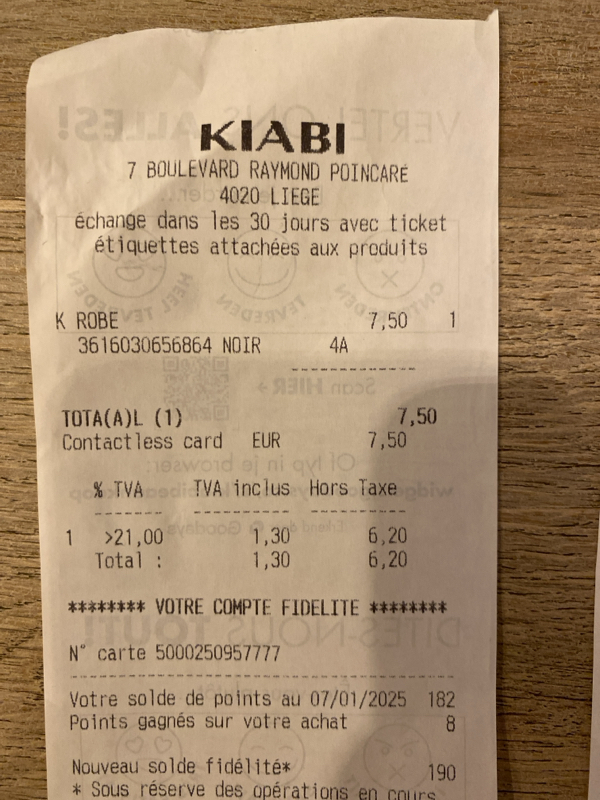 KIABI
7 BOULEVARD RAYMOND POINCARÉ
4020 LIEGE
échange dans les 30 jours avec ticket
étiquettes attachées aux produits
K ROBE 7,50 1
3616030656864 NOIR 4A
TOTA(A)L (1) 7,50
Contactless card EUR 7,50
% TVA TVA inclus Hors Taxe
1 >21,00 1,30 6,20
Total : 1,30 6,20
******** VOTRE COMPTE FIDELITE ********
N° carte 5000250957777
Votre solde de points au 07/01/2025 182
Points gagnés sur votre achat 8
Nouveau solde fidélité* 190
* Sous réserve des opérations en cours